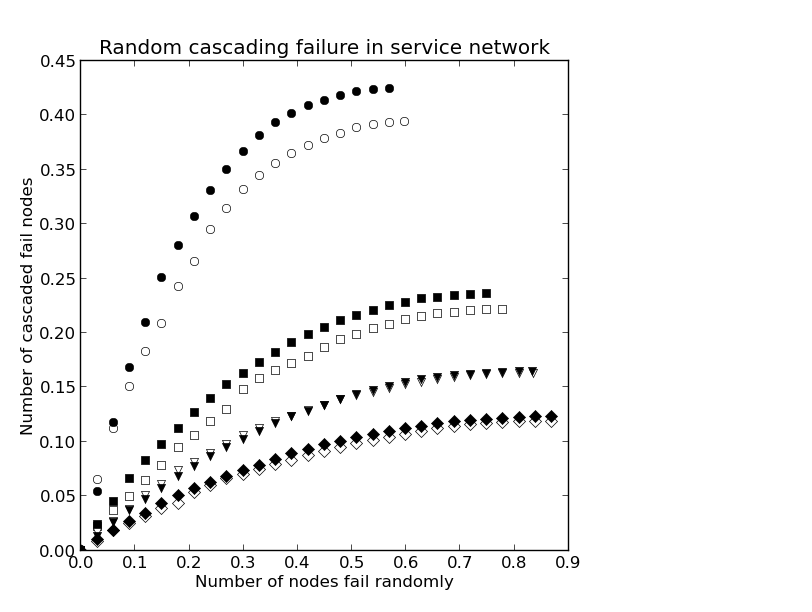 Random cascading failure in service network
0.45
0.40
0.35
0.30
0.25
0.20
0.15
0.10
0.05
0.00
Number of cascaded fail nodes
0.0 0.1 0.2 0.3 0.4 0.5 0.6 0.7 0.8 0.9
Number of nodes fail randomly